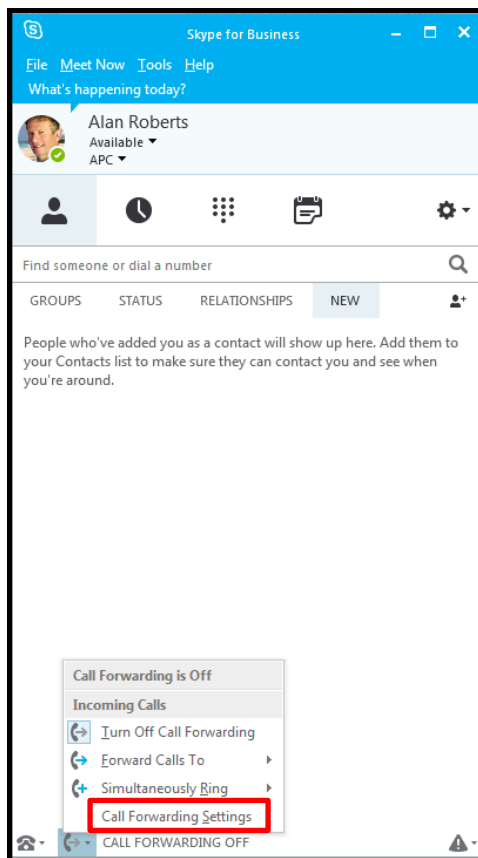 Skype for Business
File Meet Now Tools Help
What's happening today?
Alan Roberts
Available
APC
Find someone or dial a number
GROUPS STATUS RELATIONSHIPS NEW
People who've added you as a contact will show up here. Add them to
your Contacts list to make sure they can contact you and see when
you're around.
Call Forwarding is Off
Incoming Calls
Turn Off Call Forwarding
Forward Calls To
Simultaneously Ring
Call Forwarding Settings
CALL FORWARDING OFF